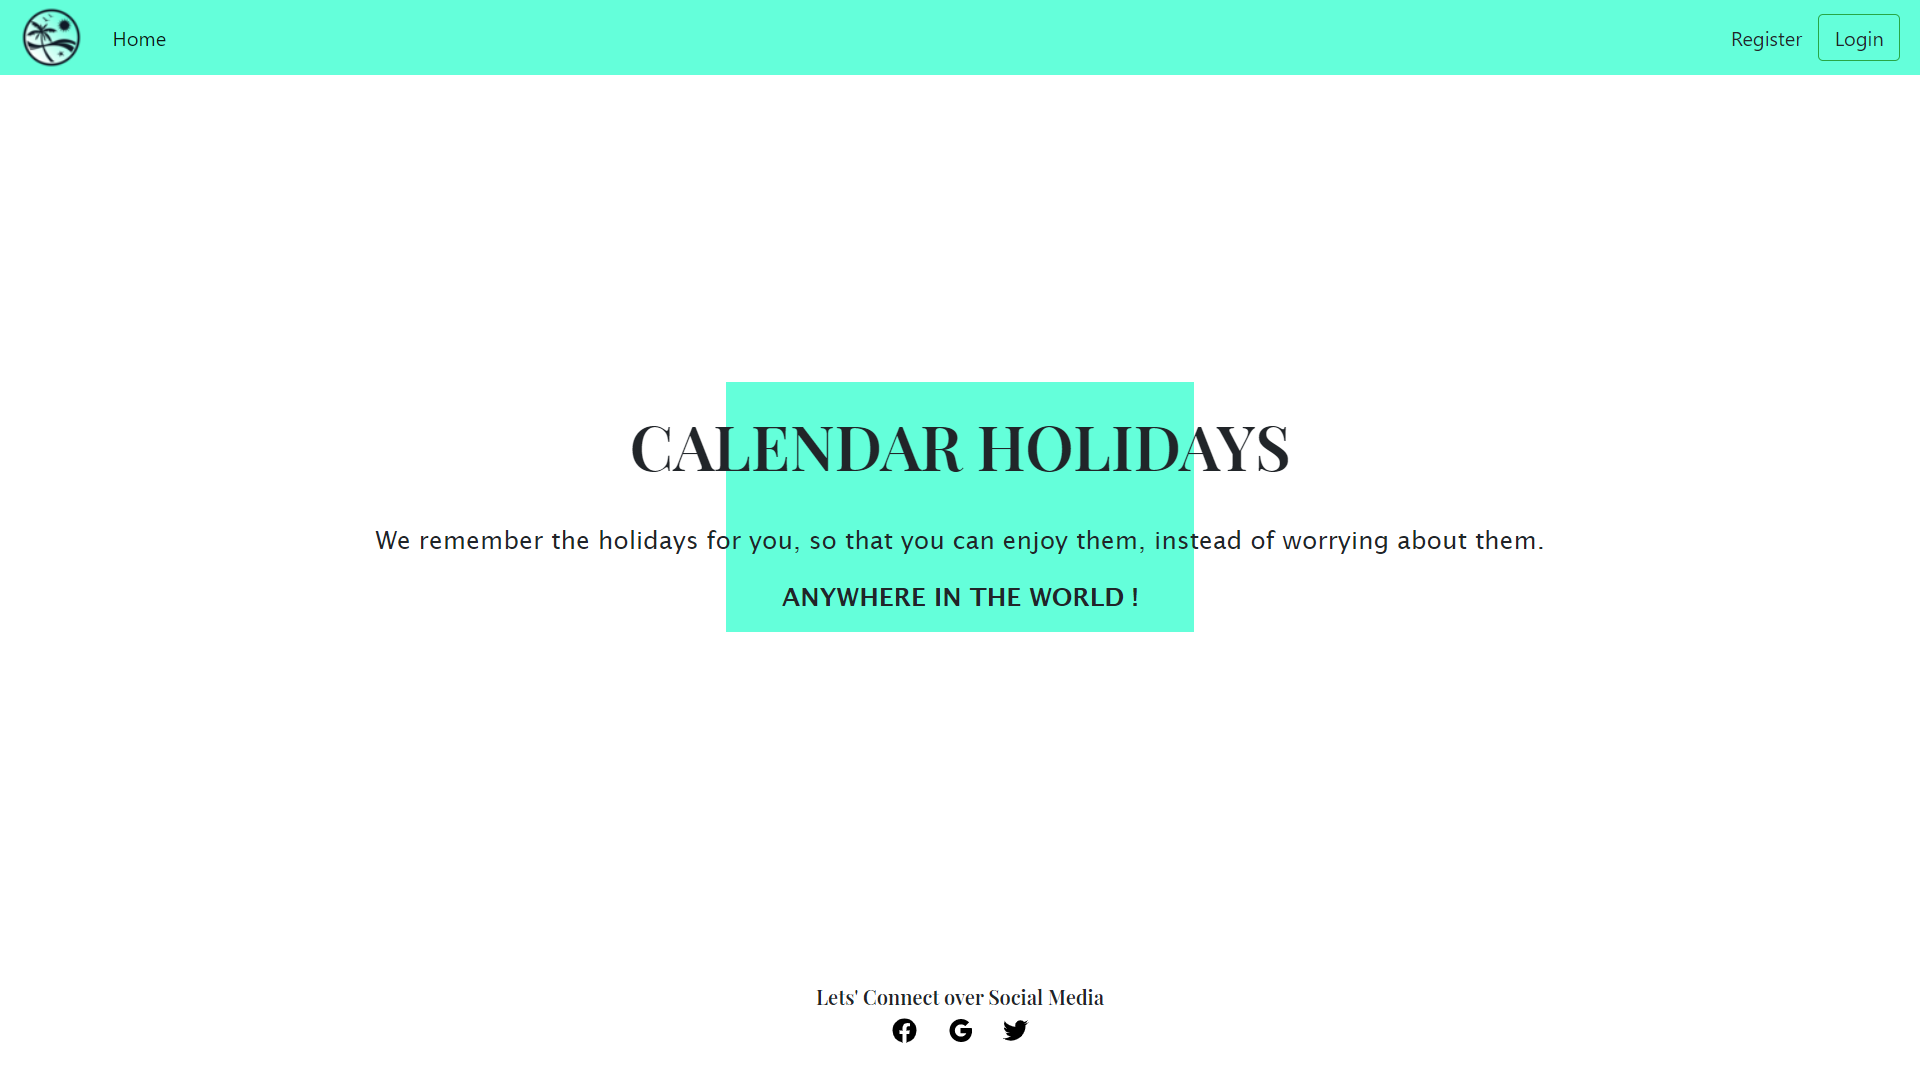 Home
Register
Login
CALENDAR HOLIDAYS
We remember the holidays for you, so that you can enjoy them, instead of worrying about them.
ANYWHERE IN THE WORLD !
Lets' Connect over Social Media